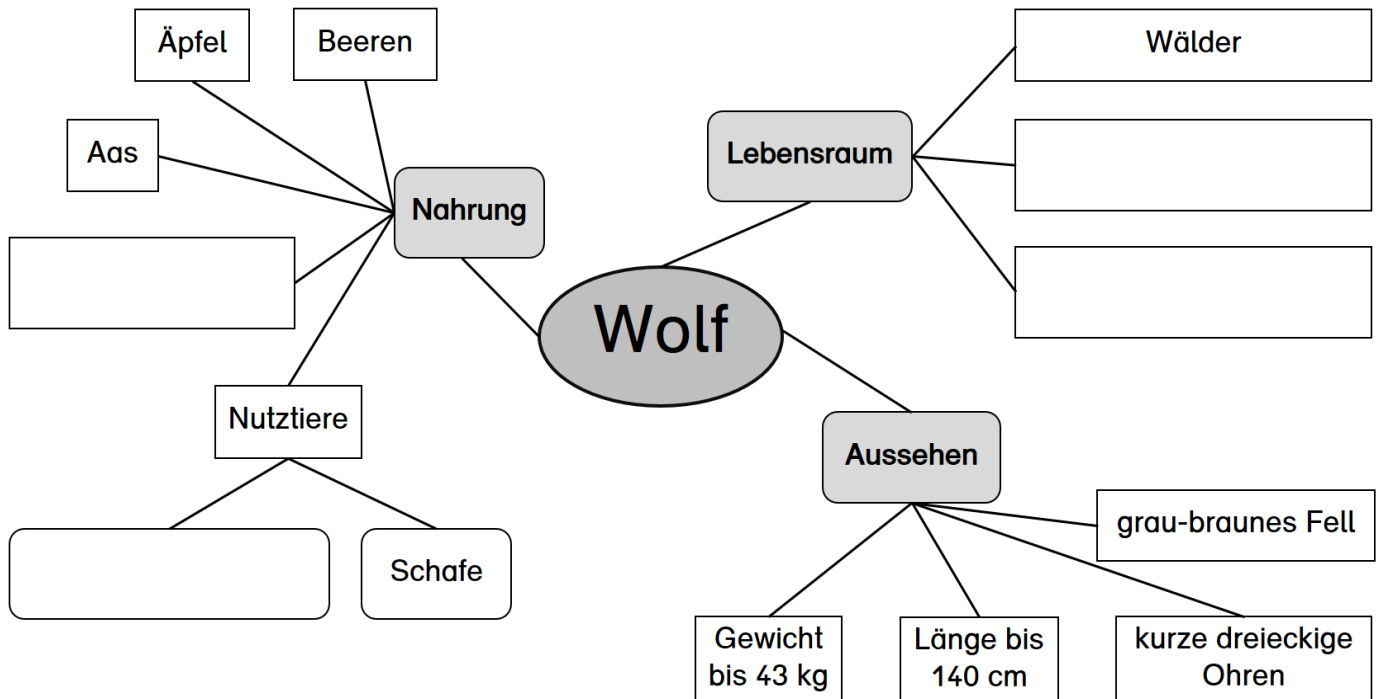 Äpfel
Beeren
Aas
Nahrung
Nutztiere
Schafe
Wolf
Lebensraum
Wälder
Aussehen
grau-braunes Fell
Gewicht
bis 43 kg
Länge bis
140 cm
kurze dreieckige
Ohren